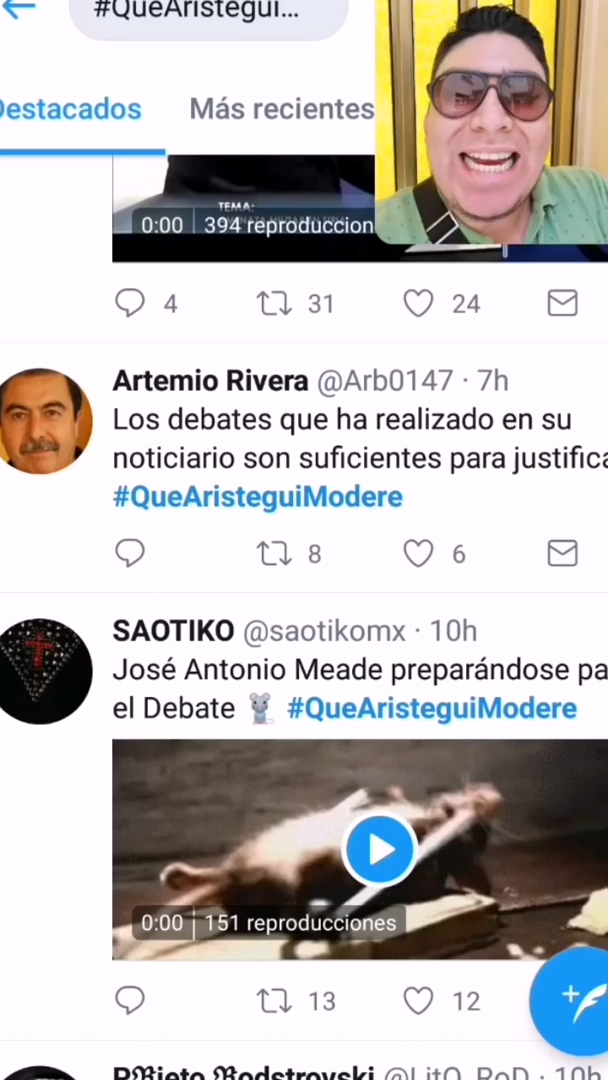 #QueAristegui...
Destacados
Más recientes
TEMA:
0:00 394 reproduccion
4 31 24
Artemio Rivera @Arb0147 · 7h
Los debates que ha realizado en su
noticiario son suficientes para justifica
#QueAristeguiModere
8 6
SAOTIKO @saotikomx · 10h
José Antonio Meade preparándose pa
el Debate 🐭 #QueAristeguiModere
0:00 151 reproducciones
13 12